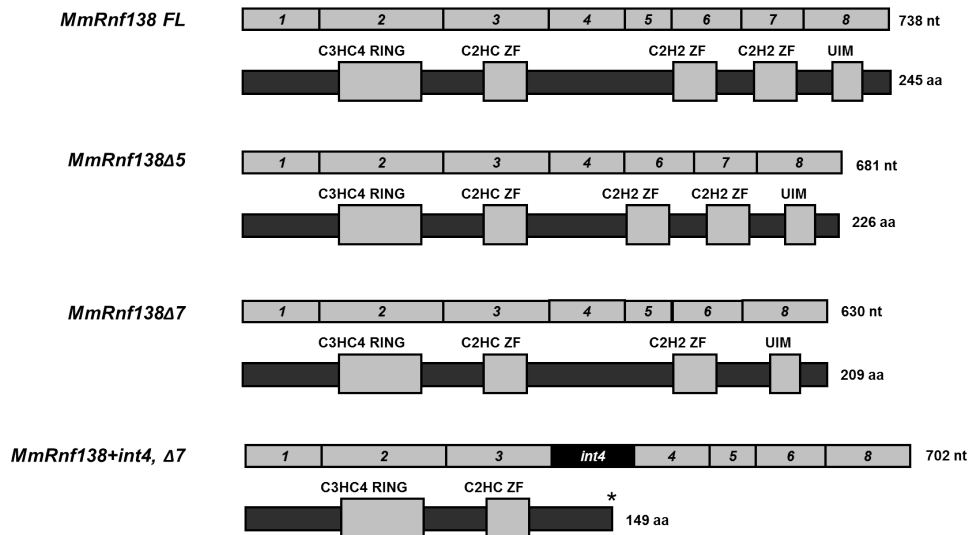 MmRnf138 FL 1 2 3 4 5 6 7 8 738 nt
C3HC4 RING C2HC ZF C2H2 ZF C2H2 ZF UIM
245 aa
MmRnf138Δ5 1 2 3 4 6 7 8 681 nt
C3HC4 RING C2HC ZF C2H2 ZF C2H2 ZF UIM
226 aa
MmRnf138Δ7 1 2 3 4 5 6 8 630 nt
C3HC4 RING C2HC ZF C2H2 ZF UIM
209 aa
MmRnf138+int4, Δ7 1 2 3 int4 4 5 6 8 702 nt
C3HC4 RING C2HC ZF *
149 aa